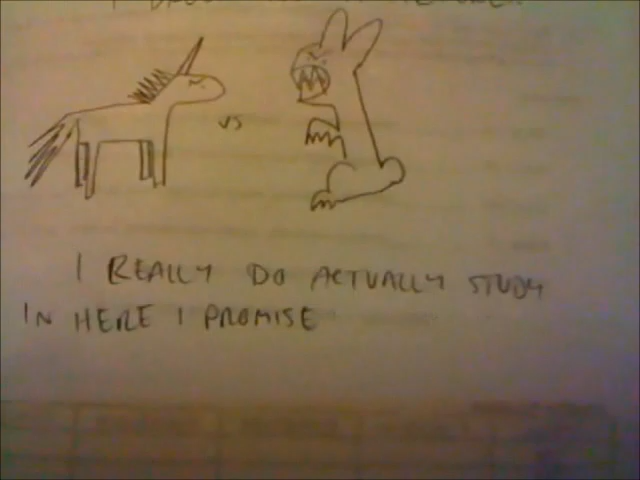 vs
I REALLY DO ACTUALLY STUDY
IN HERE I PROMISE